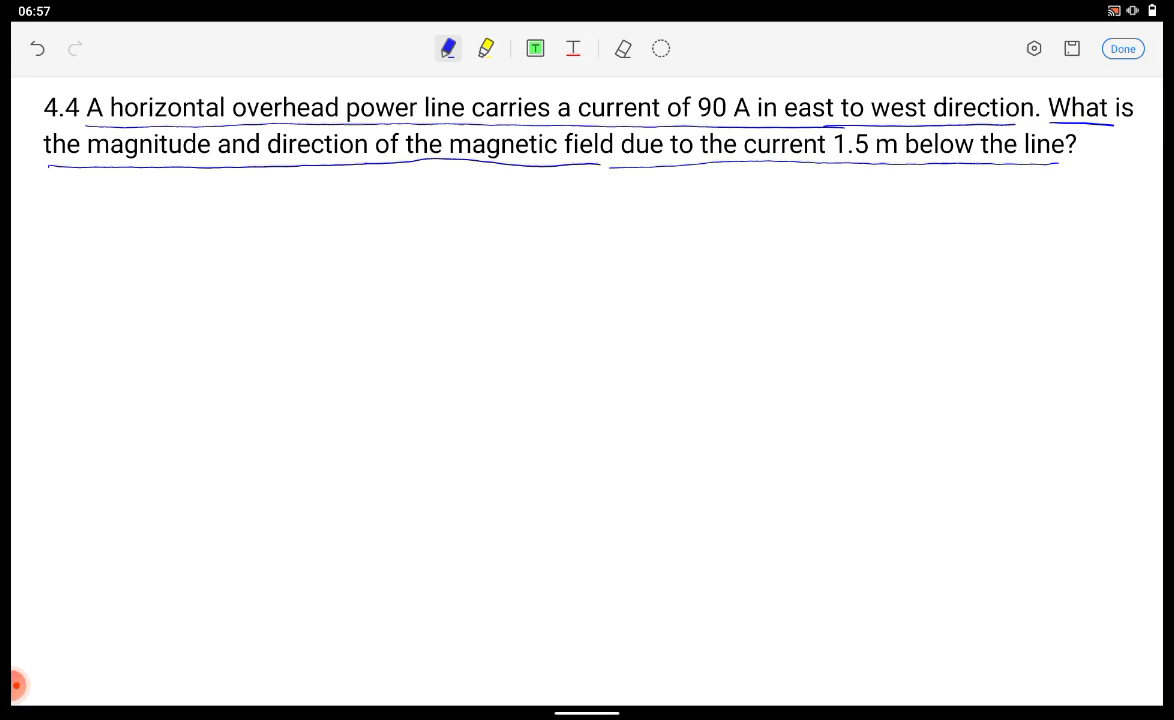 06:57
T T Done
4.4 A horizontal overhead power line carries a current of 90 A in east to west direction. What is
the magnitude and direction of the magnetic field due to the current 1.5 m below the line?